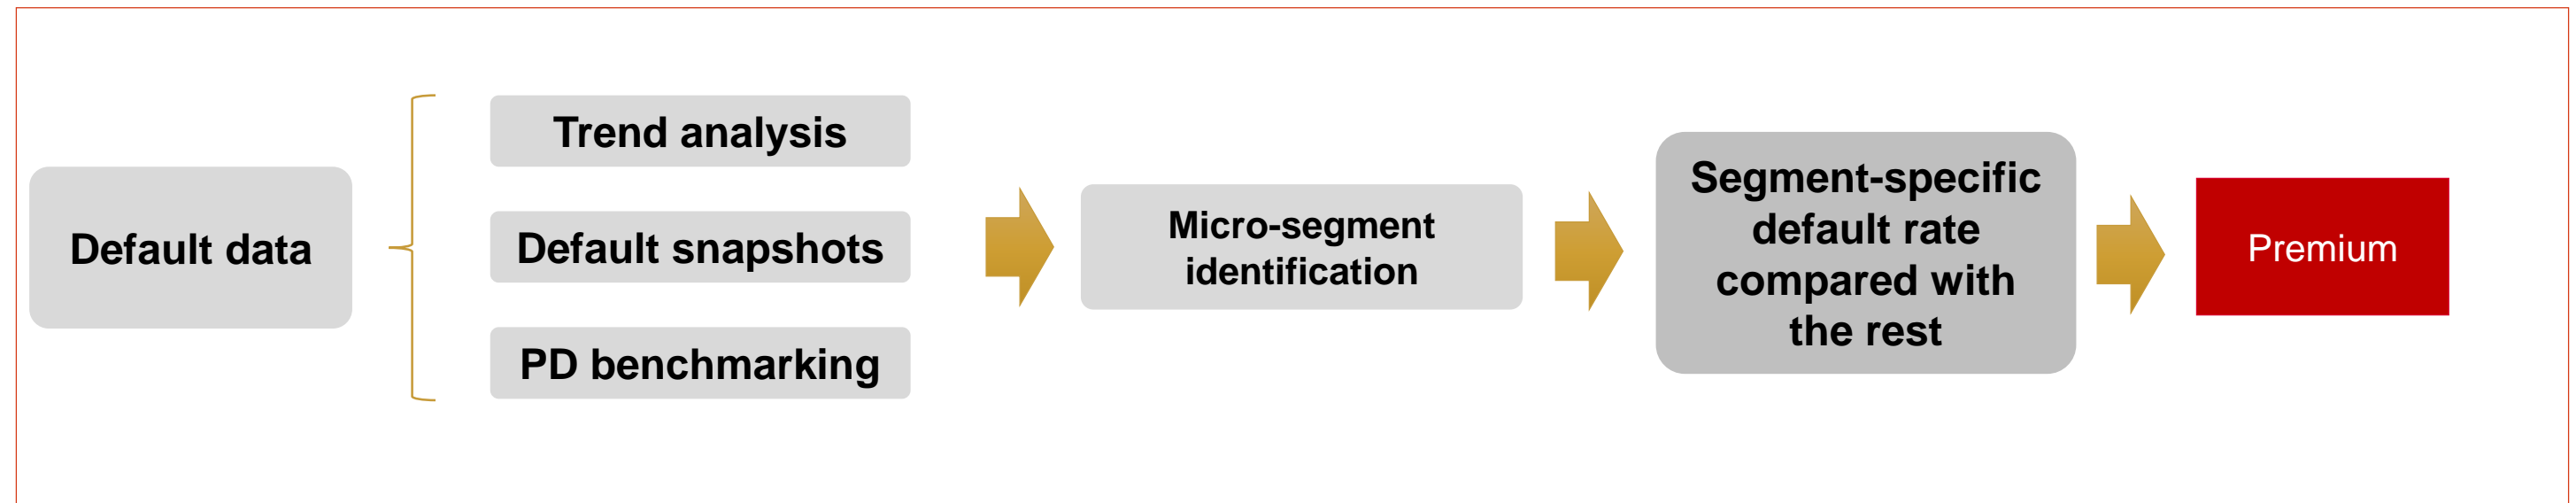 Default data
Trend analysis
Default snapshots
PD benchmarking
Micro-segment
identification
Segment-specific
default rate
compared with
the rest
Premium